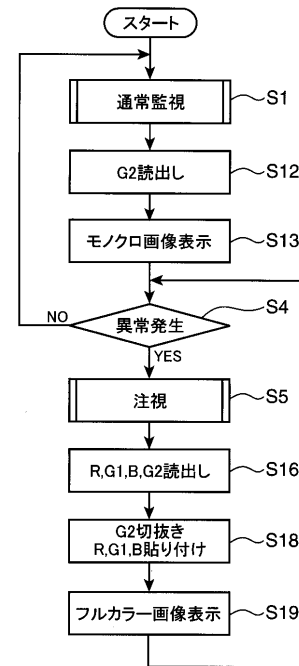 スタート
通常監視
S1
G2読出し
S12
モノクロ画像表示
S13
異常発生
S4
NO
YES
注視
S5
R,G1,B,G2読出し
S16
G2切抜き
R,G1,B貼り付け
S18
フルカラー画像表示
S19